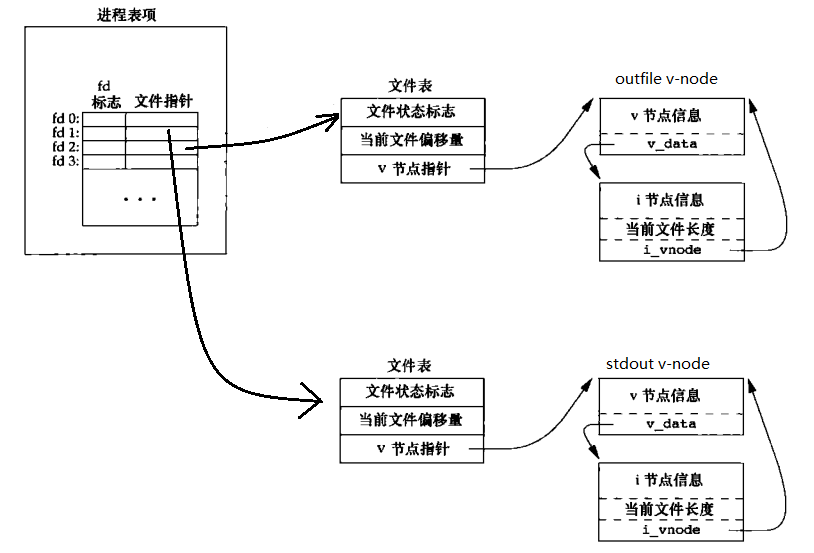 进程表项
fd
标志 文件指针
fd 0:
fd 1:
fd 2:
fd 3:
...
文件表
文件状态标志
当前文件偏移量
v 节点指针
outfile v-node
v 节点信息
v_data
i 节点信息
当前文件长度
i_vnode
文件表
文件状态标志
当前文件偏移量
v 节点指针
stdout v-node
v 节点信息
v_data
i 节点信息
当前文件长度
i_vnode